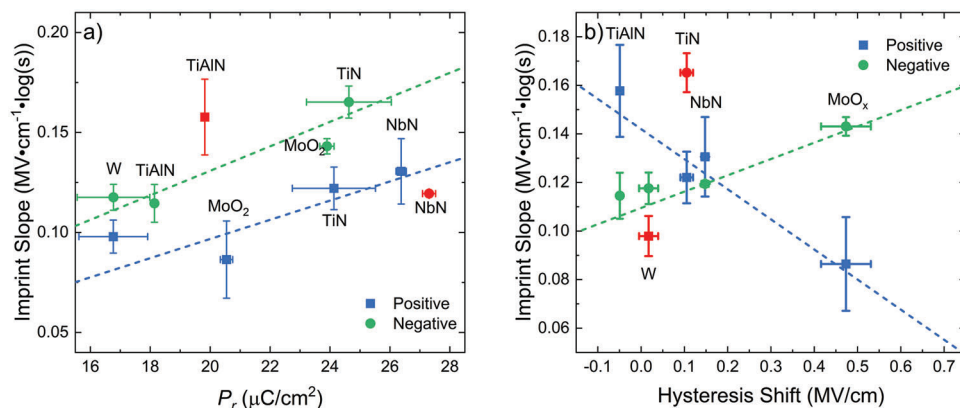 a)
Imprint Slope (MV•cm⁻¹•log(s))
0.20
0.15
0.10
0.05
TiAlN
TiN
NbN
MoO₂
W
TiAlN
MoO₂
TiN
NbN
Positive
Negative
16 18 20 22 24 26 28
Pᵣ (μC/cm²)
b)
Imprint Slope (MV•cm⁻¹•log(s))
0.18
0.16
0.14
0.12
0.10
0.08
0.06
TiAlN
TiN
NbN
MoOₓ
W
Positive
Negative
-0.1 0.0 0.1 0.2 0.3 0.4 0.5 0.6 0.7
Hysteresis Shift (MV/cm)